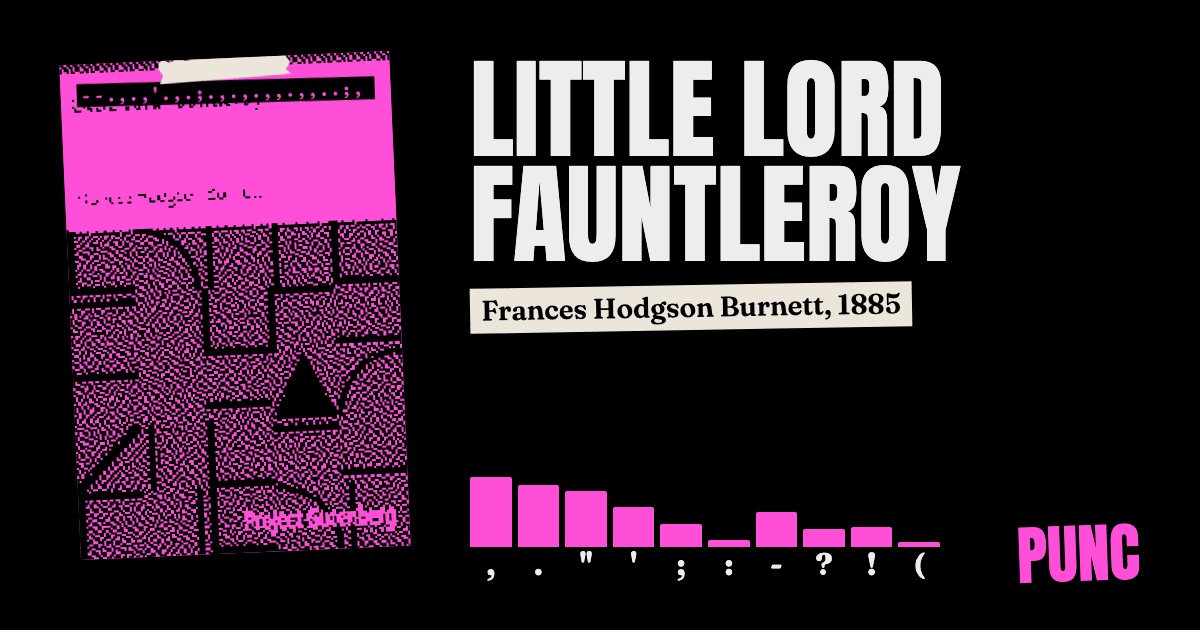 LITTLE LORD
FAUNTLEROY
Frances Hodgson Burnett, 1885
, . " ' ; : - ? ! (
PUNC
Project Gutenberg